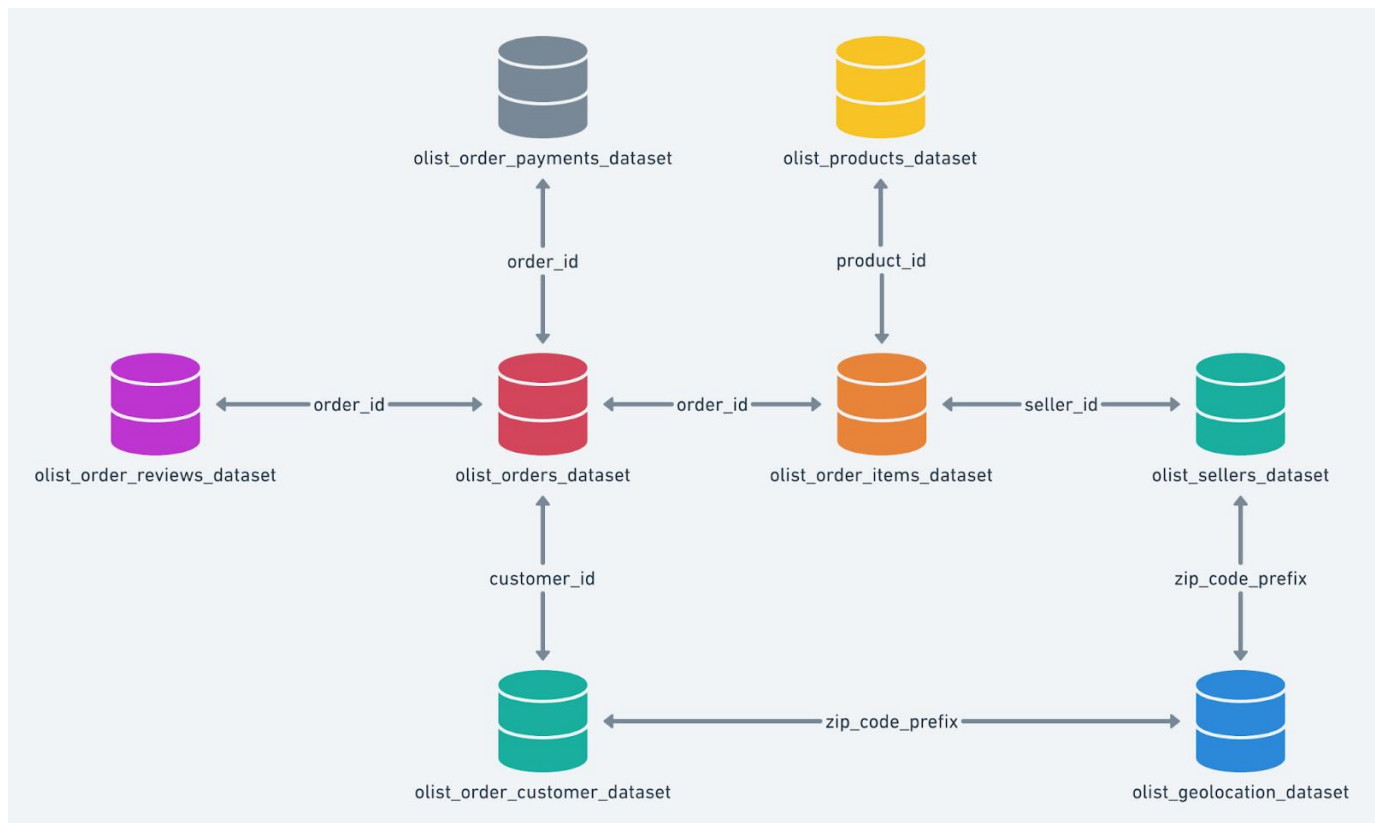 olist_order_payments_dataset
olist_products_dataset
order_id
product_id
order_id
order_id
seller_id
olist_order_reviews_dataset
olist_orders_dataset
olist_order_items_dataset
olist_sellers_dataset
customer_id
zip_code_prefix
zip_code_prefix
olist_order_customer_dataset
olist_geolocation_dataset